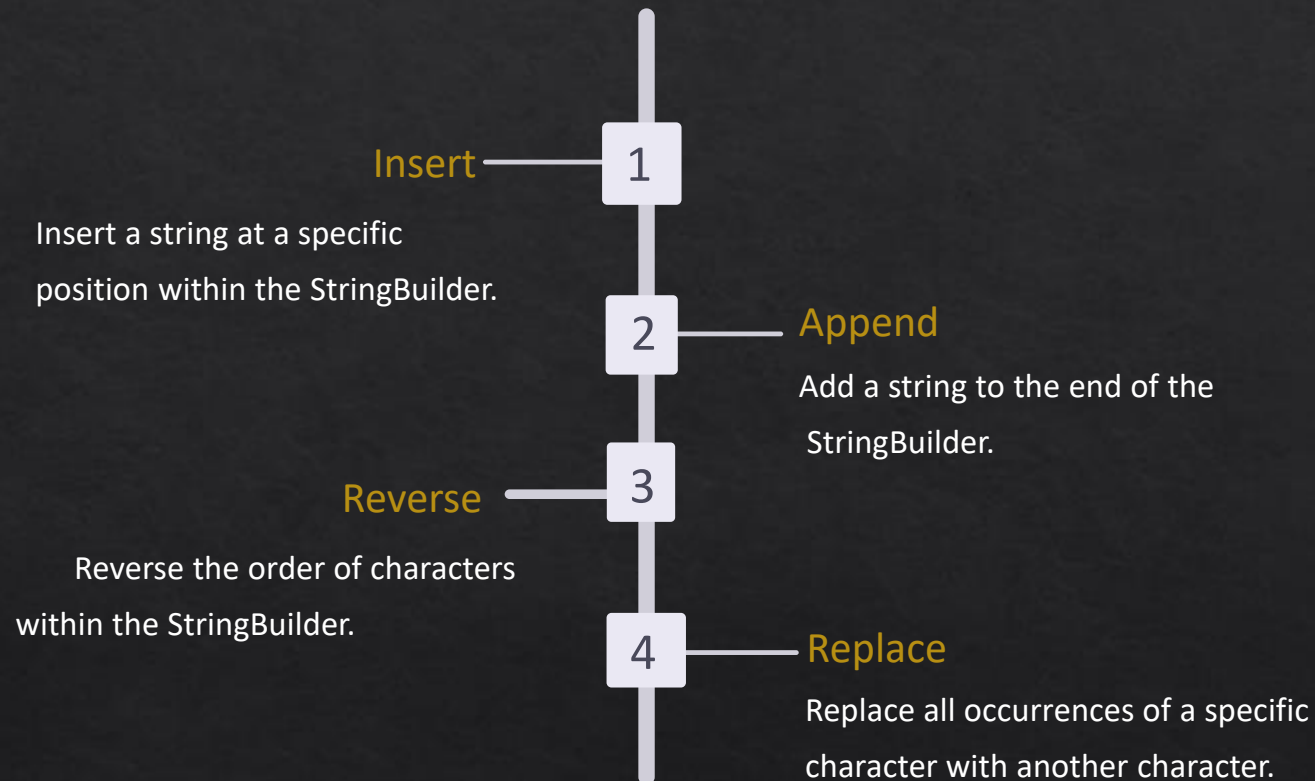 1
Insert
Insert a string at a specific
position within the StringBuilder.
2
Append
Add a string to the end of the
StringBuilder.
3
Reverse
Reverse the order of characters
within the StringBuilder.
4
Replace
Replace all occurrences of a specific
character with another character.